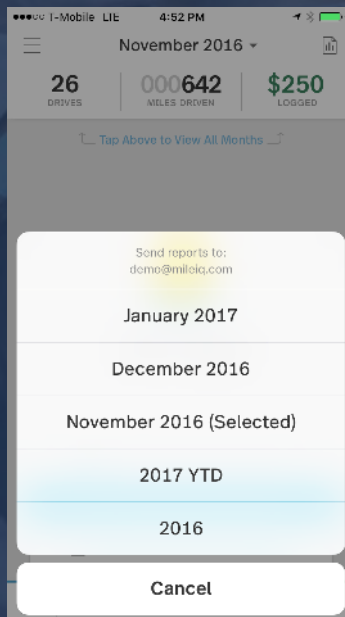 T-Mobile LTE 4:52 PM
November 2016
26 000642 $250
DRIVES MILES DRIVEN LOGGED
Tap Above to View All Months
Send reports to:
demo@mileiq.com
January 2017
December 2016
November 2016 (Selected)
2017 YTD
2016
Cancel